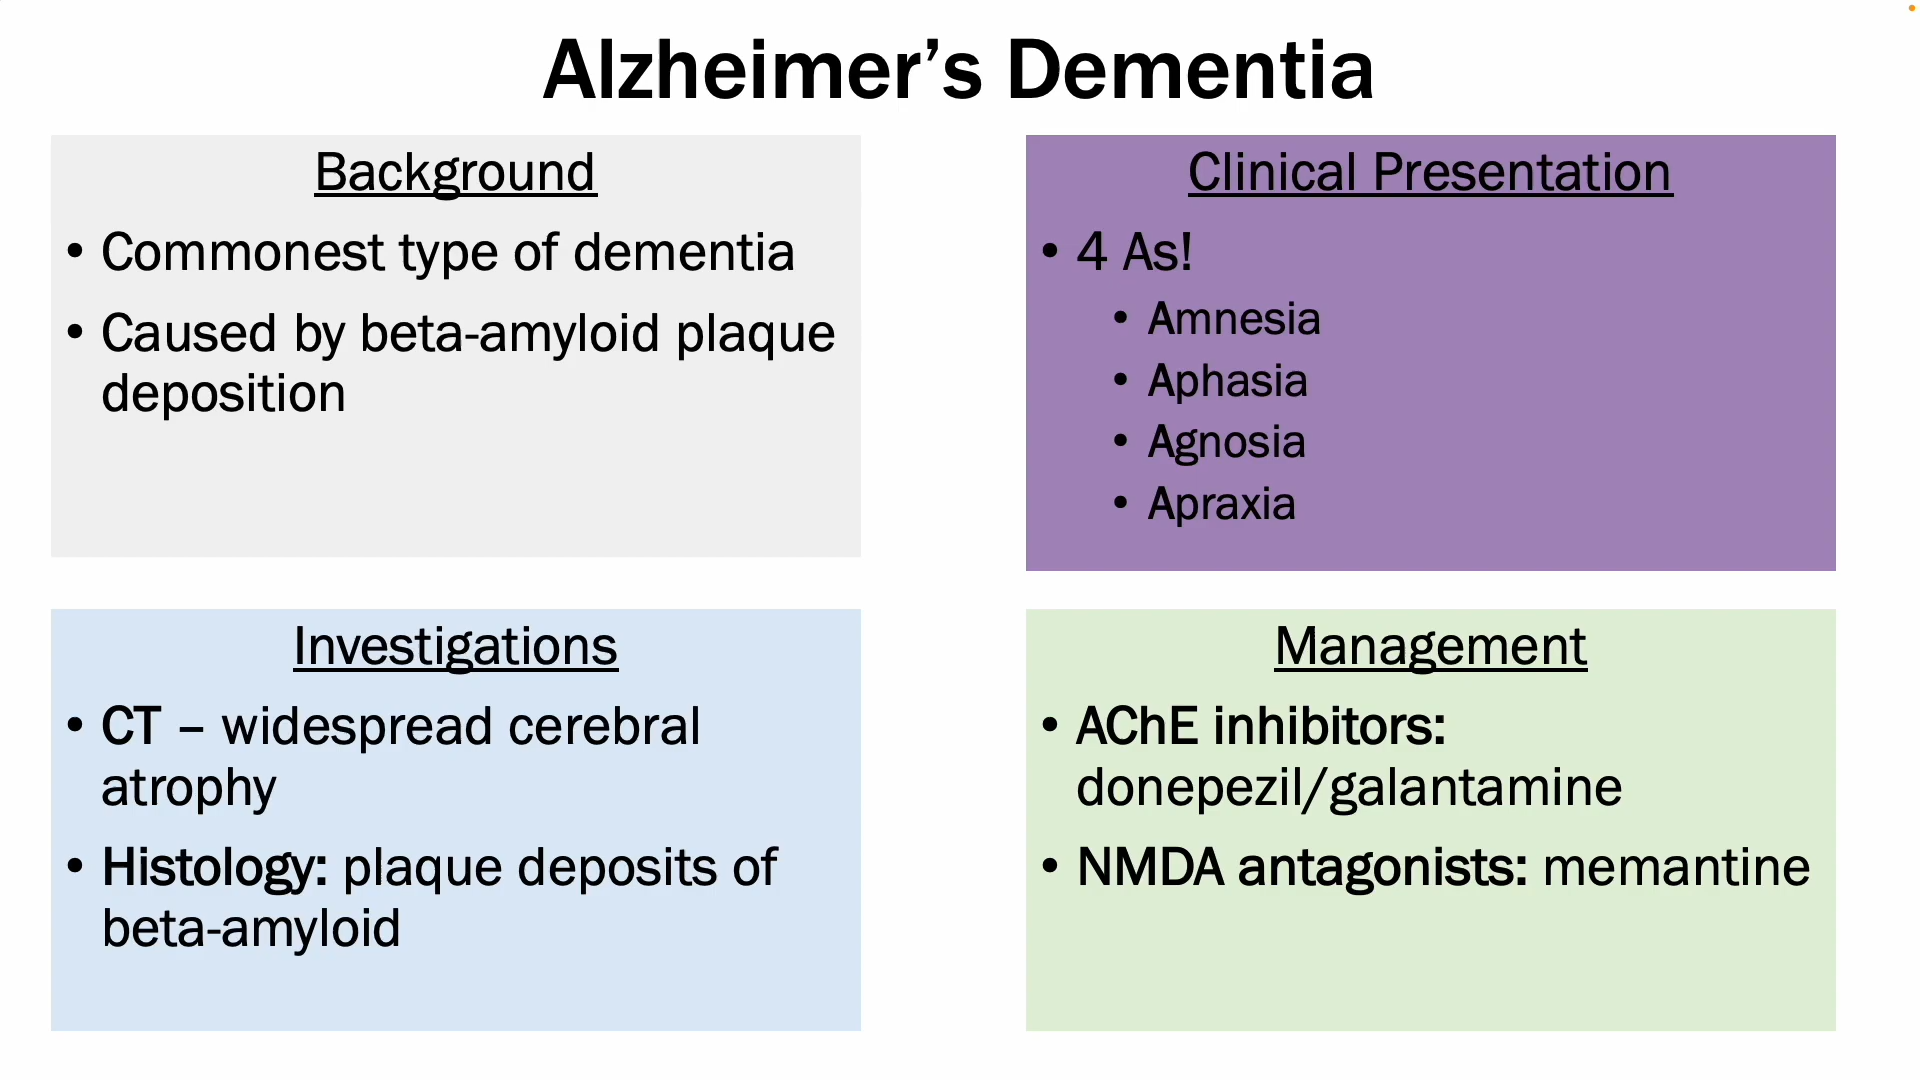 Alzheimer’s Dementia
Background
• Commonest type of dementia
• Caused by beta-amyloid plaque
deposition
Clinical Presentation
• 4 As!
• Amnesia
• Aphasia
• Agnosia
• Apraxia
Investigations
• CT – widespread cerebral
atrophy
• Histology: plaque deposits of
beta-amyloid
Management
• AChE inhibitors:
donepezil/galantamine
• NMDA antagonists: memantine